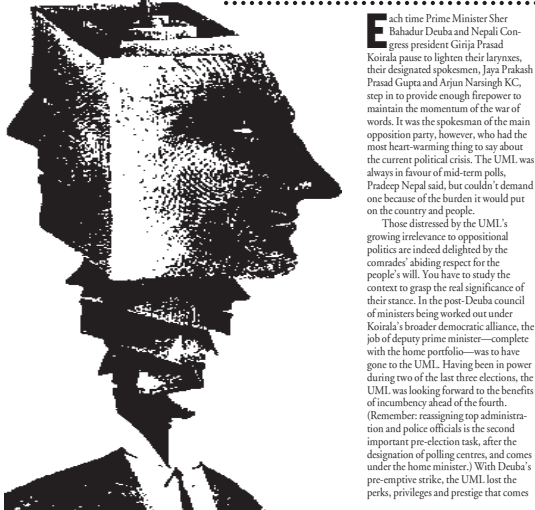 Each time Prime Minister Sher
Bahadur Deuba and Nepali Con-
gress president Girija Prasad
Koirala pause to lighten their larynxes,
their designated spokesmen, Jaya Prakash
Prasad Gupta and Arjun Narsingh KC,
step in to provide enough firepower to
maintain the momentum of the war of
words. It was the spokesman of the main
opposition party, however, who had the
most heart-warming thing to say about
the current political crisis. The UML was
always in favour of mid-term polls,
Pradeep Nepal said, but couldn't demand
one because of the burden it would put
on the country and people.
Those distressed by the UML's
growing irrelevance to oppositional
politics are indeed delighted by the
comrades' abiding respect for the
people's will. You have to study the
context to grasp the real significance of
their stance. In the post-Deuba council
of ministers being worked out under
Koirala's broader democratic alliance, the
job of deputy prime minister—complete
with the home portfolio—was to have
gone to the UML. Having been in power
during two of the last three elections, the
UML was looking forward to the benefits
of incumbency ahead of the fourth.
(Remember: reassigning top administra-
tion and police officials is the second
important pre-election task, after the
designation of polling centres, and comes
under the home minister.) With Deuba's
pre-emptive strike, the UML lost the
perks, privileges and prestige that comes